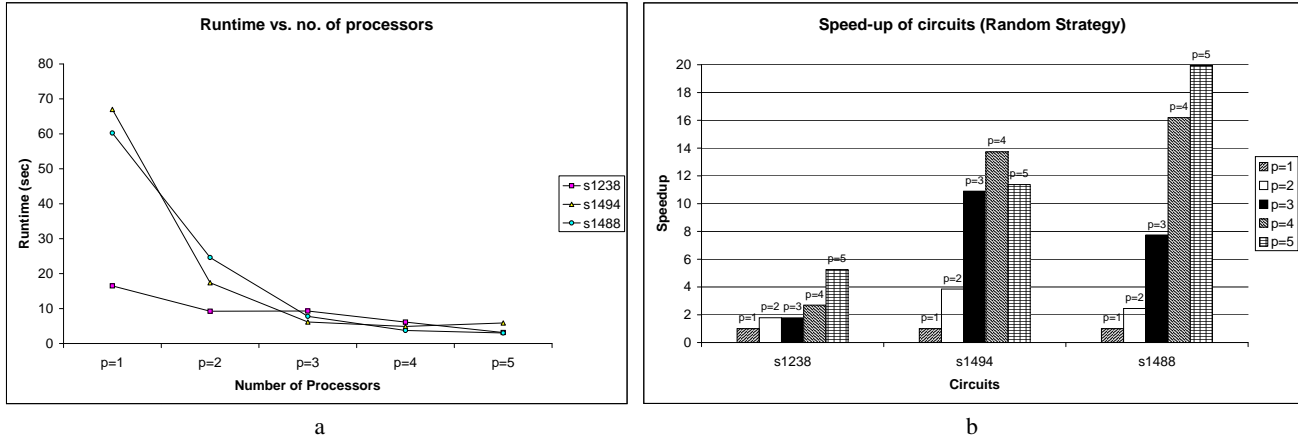 Runtime vs. no. of processors
80
70
60
50
40
30
20
10
0
Runtime (sec)
p=1 p=2 p=3 p=4 p=5
Number of Processors
s1238
s1494
s1488
a
Speed-up of circuits (Random Strategy)
20
18
16
14
12
10
8
6
4
2
0
Speedup
p=1 p=2 p=3 p=4 p=5
p=1 p=2 p=3 p=4 p=5
p=1 p=2 p=3 p=4 p=5
s1238 s1494 s1488
Circuits
p=1
p=2
p=3
p=4
p=5
b